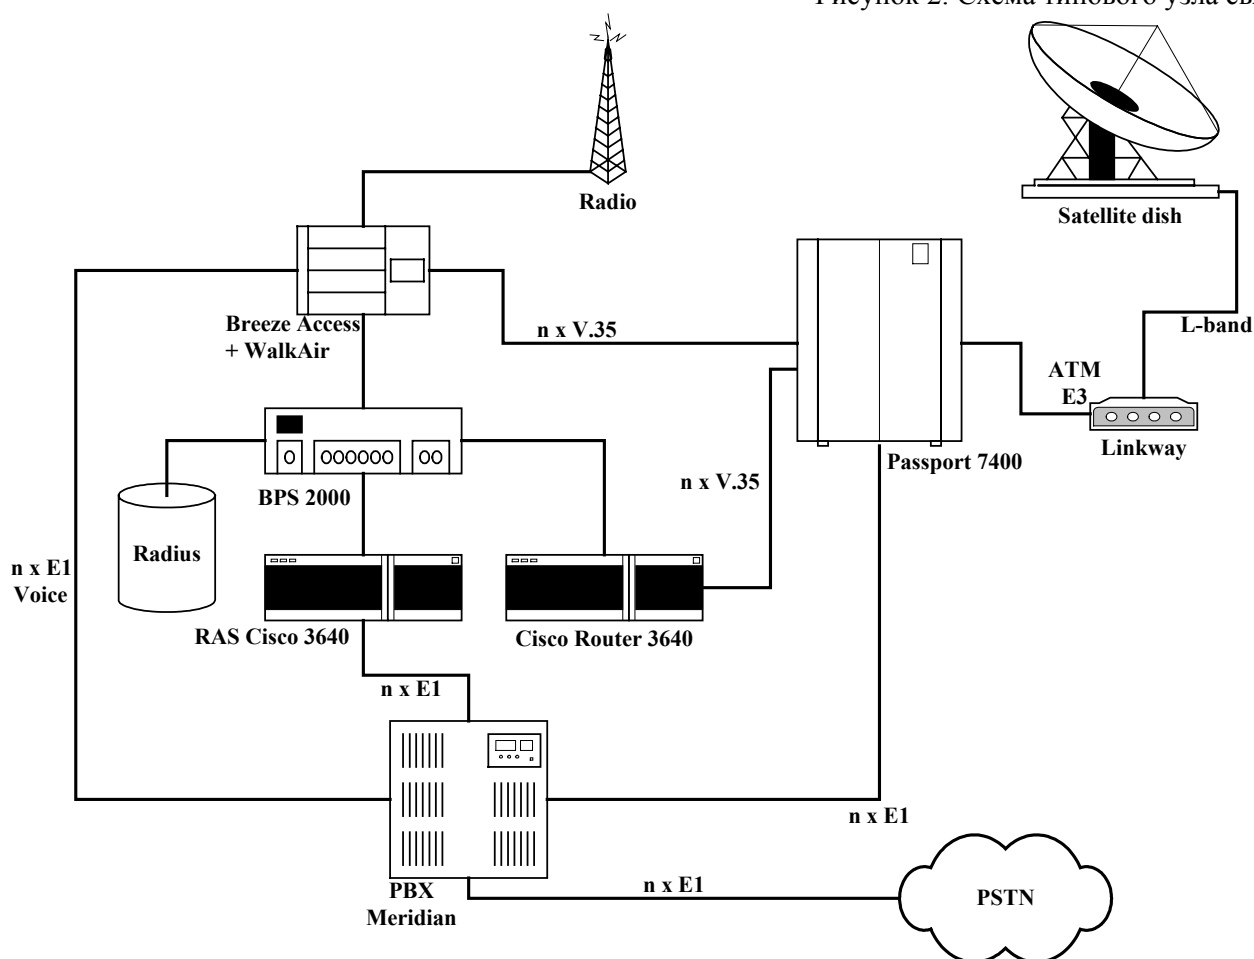 Рисунок 2. Схема типового узла
Radio
Satellite dish
Breeze Access
+ WalkAir
n x V.35
L-band
ATM
E3
Linkway
Passport 7400
n x V.35
BPS 2000
Radius
n x E1
Voice
RAS Cisco 3640
Cisco Router 3640
n x E1
n x E1
PBX
Meridian
n x E1
PSTN